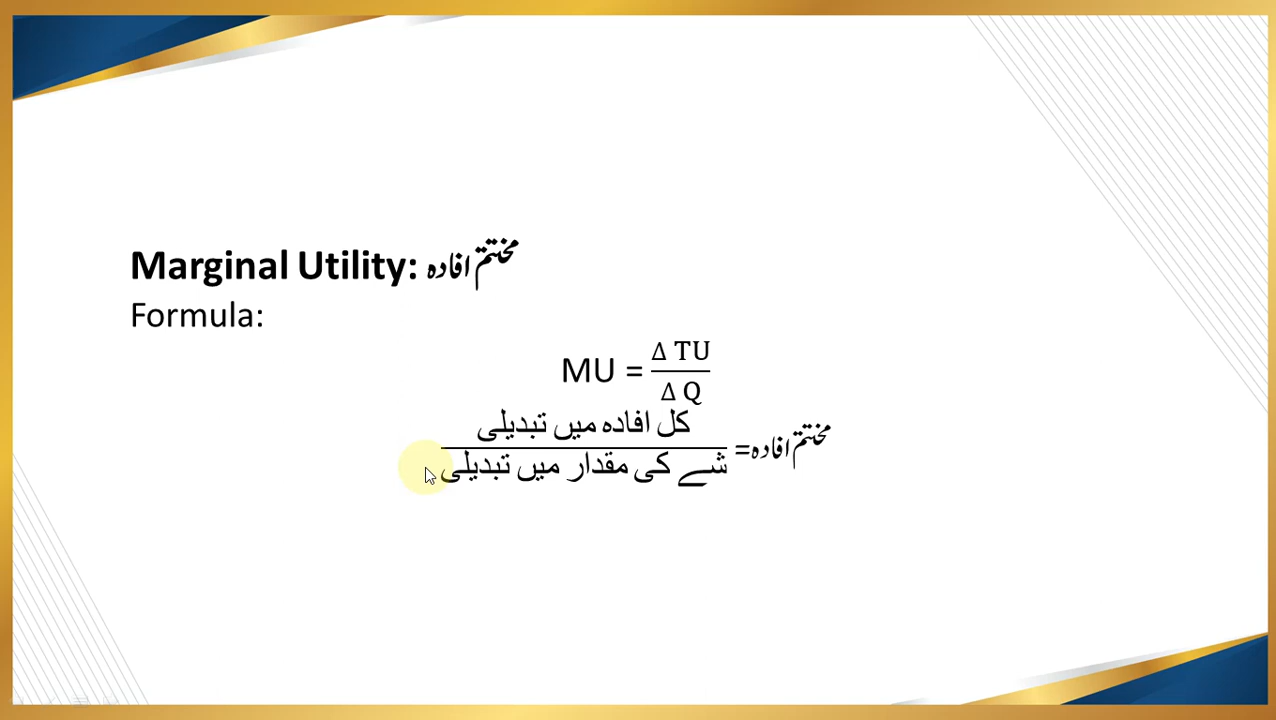 Marginal Utility: مختتم افادہ
Formula:
MU = Δ TU / Δ Q
مختتم افادہ= کل افادہ میں تبدیلی / شے کی مقدار میں تبدیلی